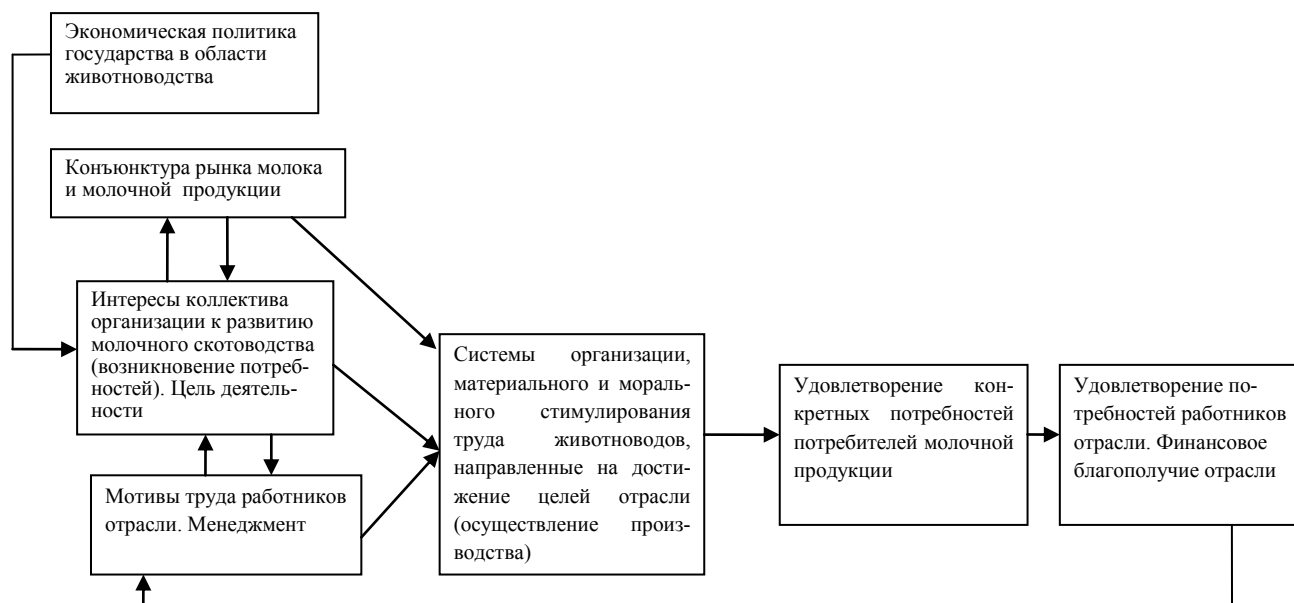 Экономическая политика
государства в области
животноводства
Конъюнктура рынка молока
и молочной продукции
Интересы коллектива
организации к развитию
молочного скотоводства
(возникновение потреб-
ностей). Цель деятель-
ности
Мотивы труда работников
отрасли. Менеджмент
Системы организации,
материального и мораль-
ного стимулирования
труда животноводов,
направленные на дости-
жение целей отрасли
(осуществление произ-
водства)
Удовлетворение кон-
кретных потребностей
потребителей молочной
продукции
Удовлетворение по-
требностей работников
отрасли. Финансовое
благополучие отрасли